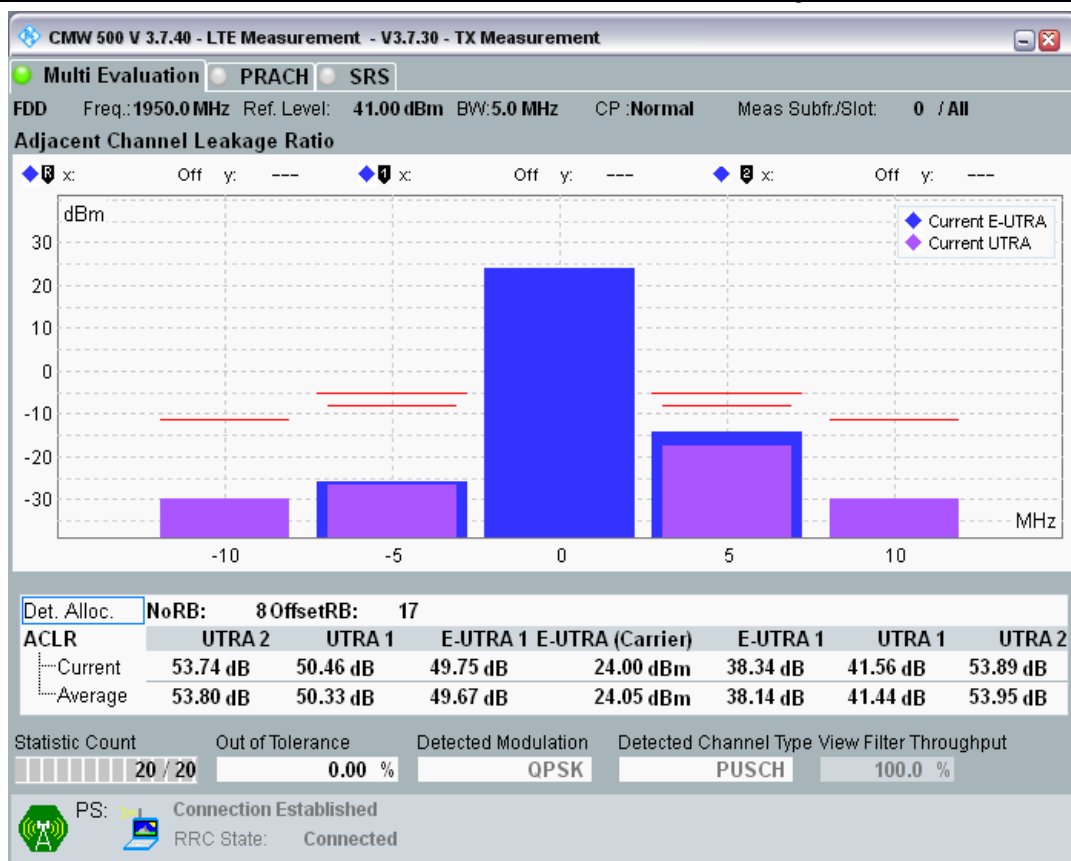 CMW 500 V 3.7.40 - LTE Measurement - V3.7.30 - TX Measurement
Multi Evaluation PRACH SRS
FDD Freq.: 1950.0 MHz Ref. Level: 41.00 dBm BW: 5.0 MHz CP : Normal Meas Subfr./Slot: 0 / All
Adjacent Channel Leakage Ratio
R x: Off y: --- 1 x: Off y: --- 2 x: Off y: ---
dBm
Current E-UTRA
Current UTRA
30
20
10
0
-10
-20
-30
MHz
-10 -5 0 5 10
Det. Alloc. NoRB: 8 OffsetRB: 17
ACLR UTRA 2 UTRA 1 E-UTRA 1 E-UTRA (Carrier) E-UTRA 1 UTRA 1 UTRA 2
Current 53.74 dB 50.46 dB 49.75 dB 24.00 dBm 38.34 dB 41.56 dB 53.89 dB
Average 53.80 dB 50.33 dB 49.67 dB 24.05 dBm 38.14 dB 41.44 dB 53.95 dB
Statistic Count Out of Tolerance Detected Modulation Detected Channel Type View Filter Throughput
20 / 20 0.00 % QPSK PUSCH 100.0 %
PS: Connection Established
RRC State: Connected